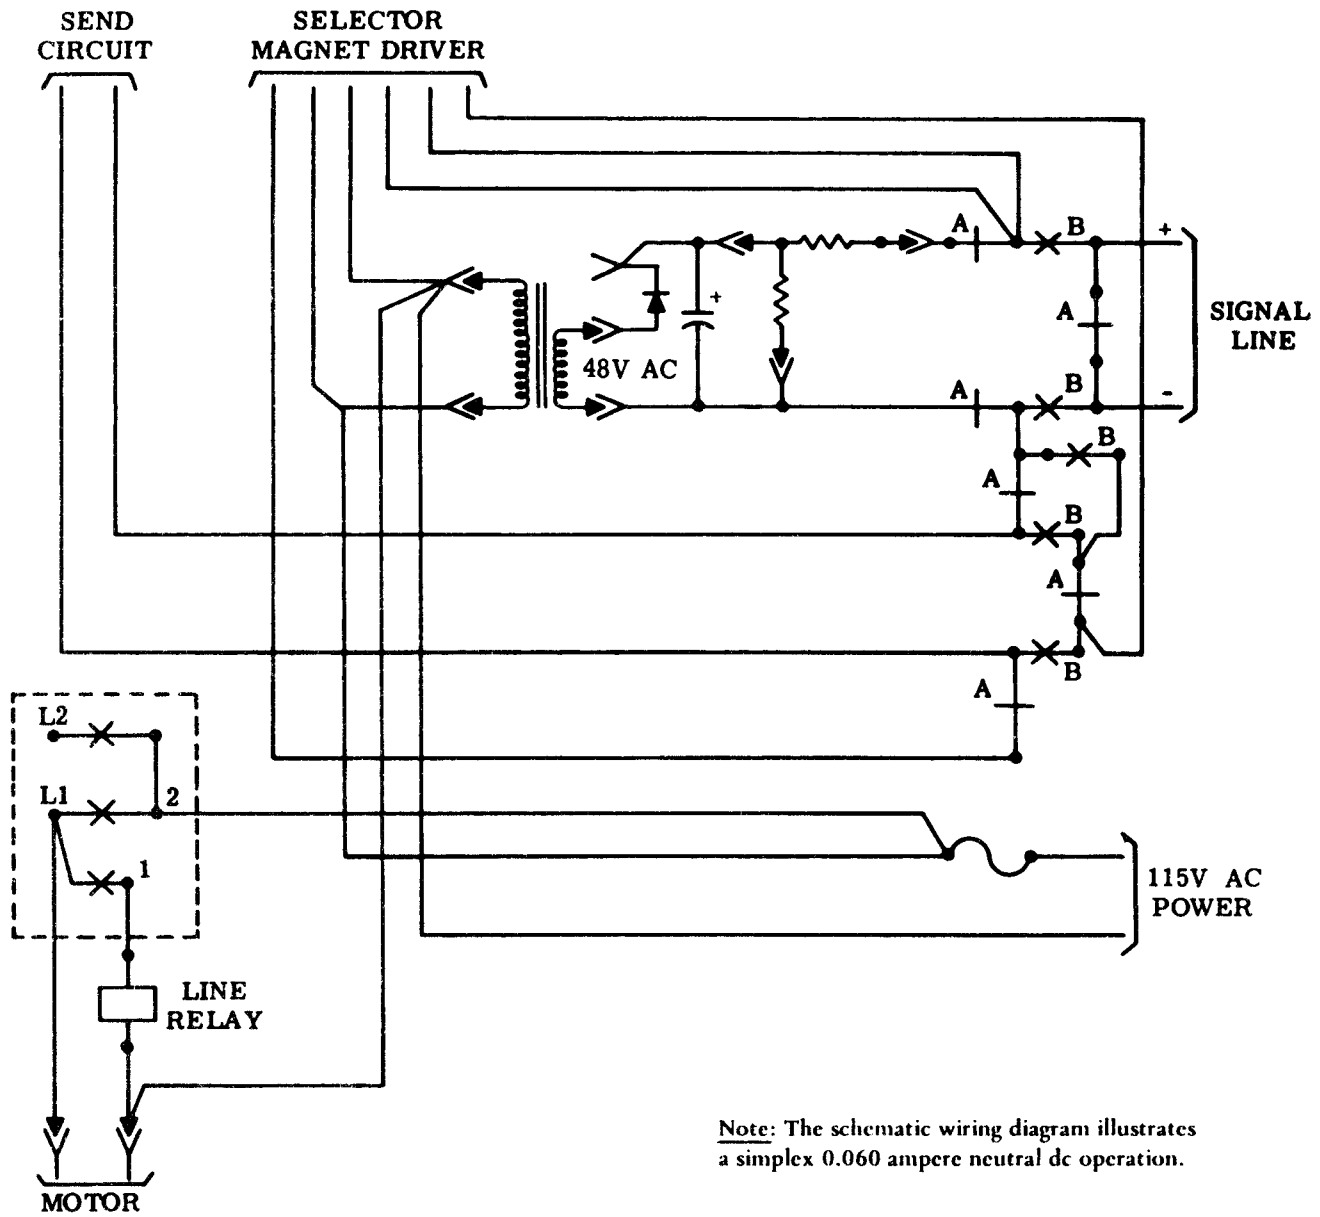 SEND
CIRCUIT
SELECTOR
MAGNET DRIVER
A
B
+
+
48V AC
A
SIGNAL
LINE
A
B
-
B
A
B
A
B
A
L2
L1
2
1
115V AC
POWER
LINE
RELAY
MOTOR
Note: The schematic wiring diagram illustrates
a simplex 0.060 ampere neutral dc operation.